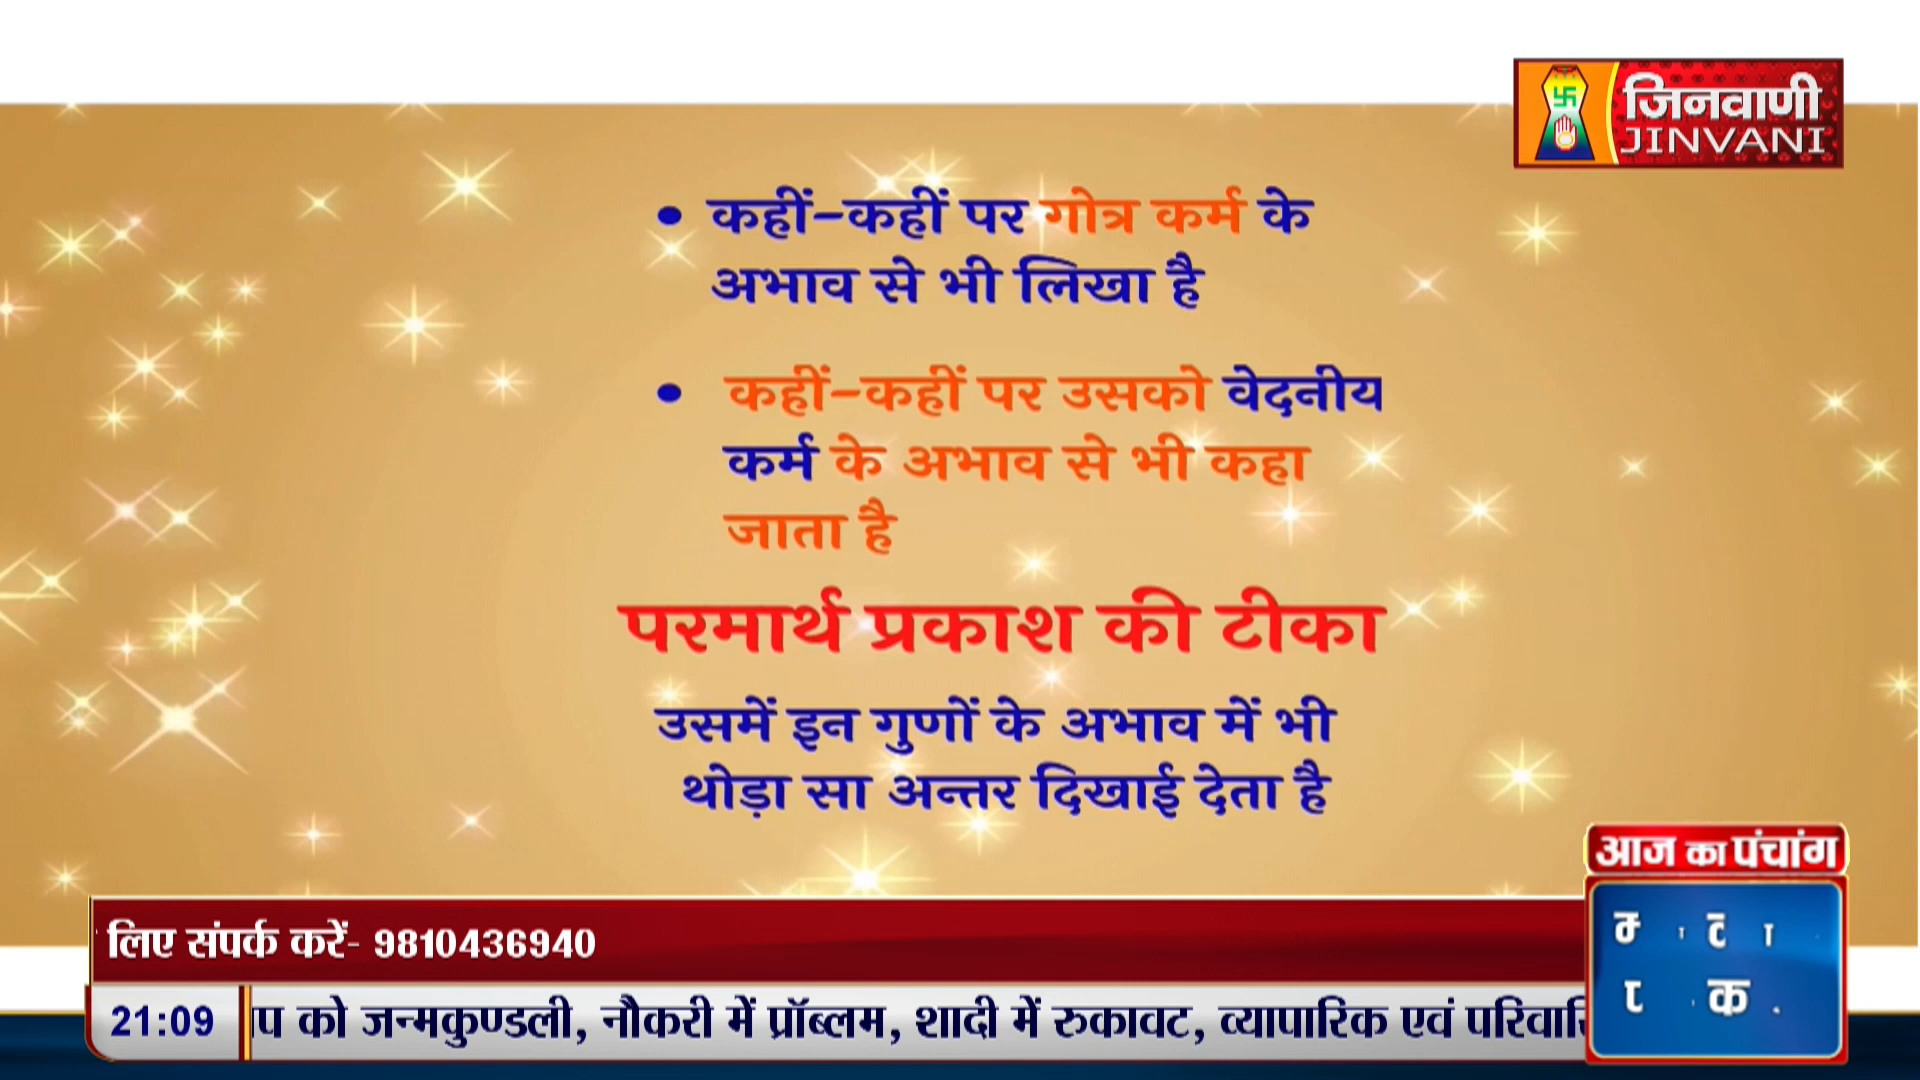 जिनवाणी
JINVANI
• कहीं-कहीं पर गोत्र कर्म के
अभाव से भी लिखा है
• कहीं-कहीं पर उसको वेदनीय
कर्म के अभाव से भी कहा
जाता है
परमार्थ प्रकाश की टीका
उसमें इन गुणों के अभाव में भी
थोड़ा सा अन्तर दिखाई देता है
आज का पंचांग
लिए संपर्क करें- 9810436940
21:09
को जन्मकुण्डली, नौकरी में प्रॉब्लम, शादी में रुकावट, व्यापारिक एवं